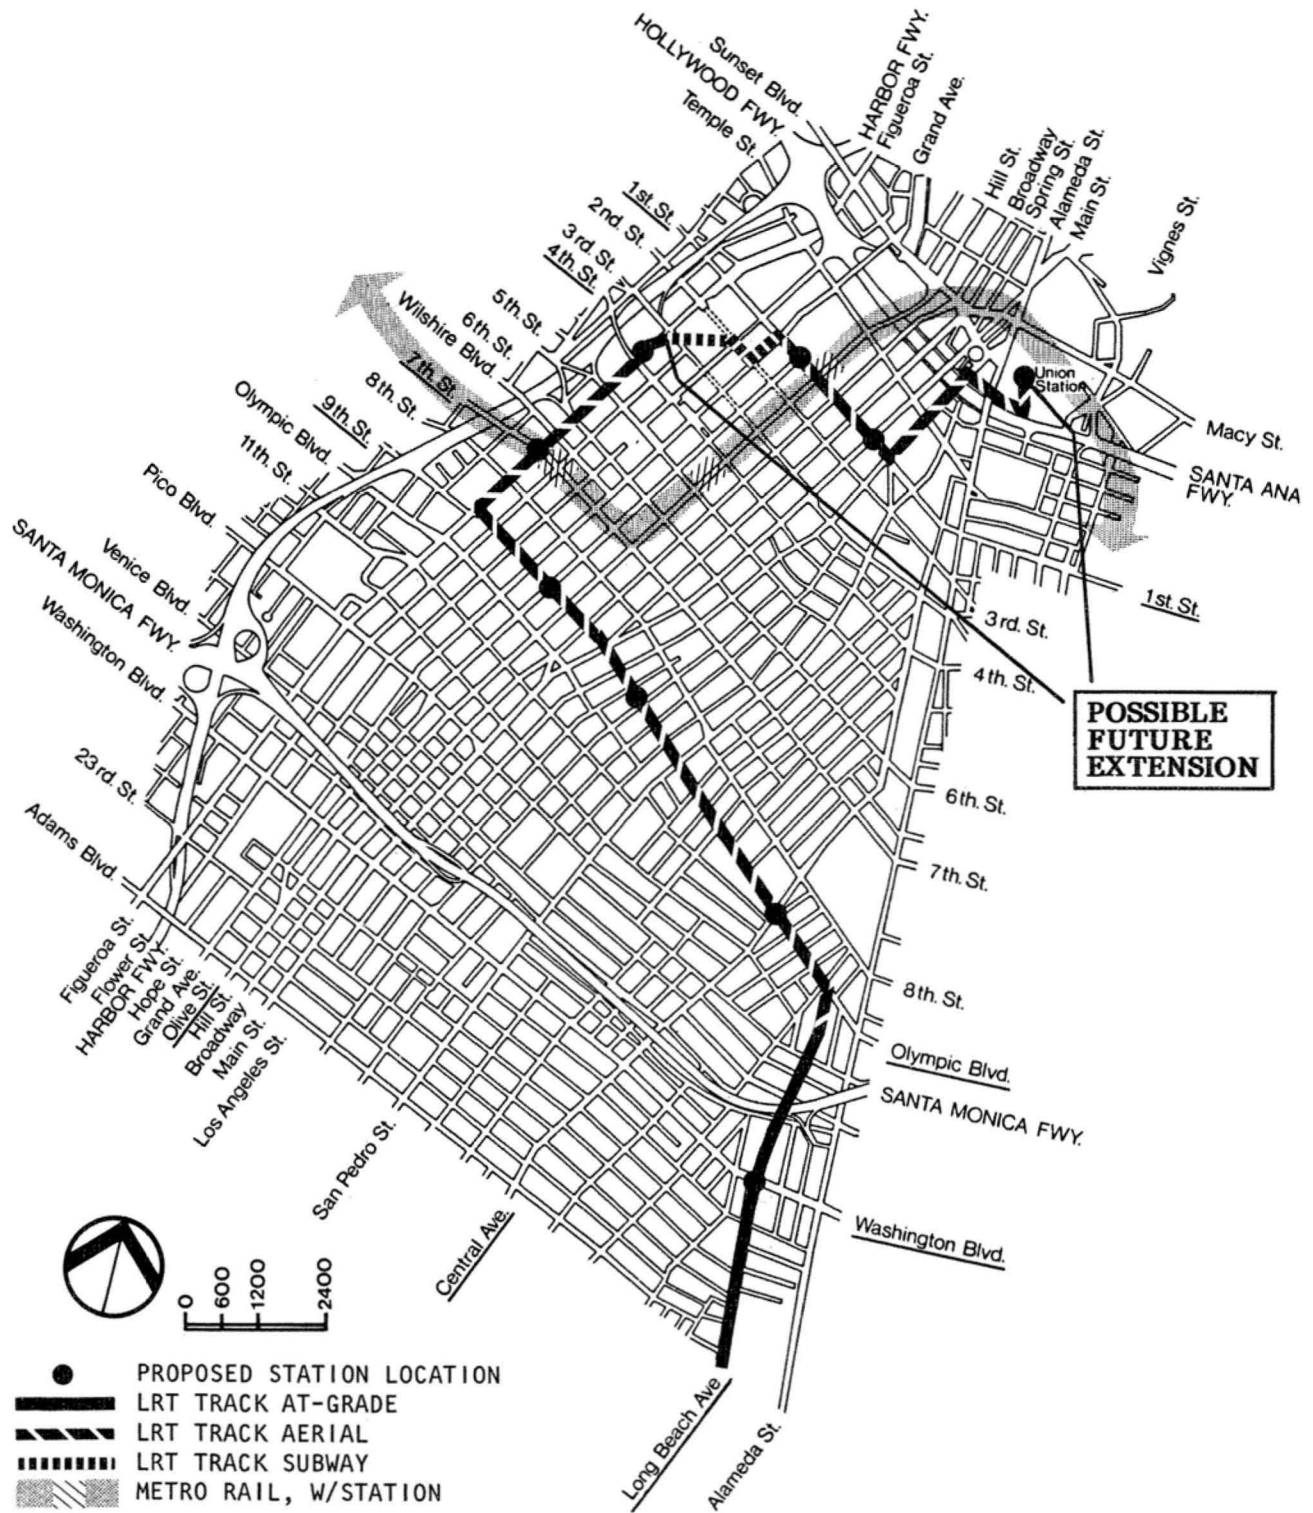 HOLLYWOOD FWY.
Sunset Blvd.
Temple St.
HARBOR FWY.
Figueroa St.
Grand Ave.
Hill St.
Broadway
Spring St.
Alameda St.
Main St.
Vignes St.
1st. St.
2nd. St.
3rd. St.
4th. St.
5th. St.
6th. St.
Wilshire Blvd.
7th. St.
8th. St.
9th. St.
Olympic Blvd.
11th. St.
Pico Blvd.
Venice Blvd.
SANTA MONICA FWY.
Washington Blvd.
23rd. St.
Adams Blvd.
Union
Station
Macy St.
SANTA ANA
FWY.
1st. St.
3rd. St.
4th. St.
POSSIBLE
FUTURE
EXTENSION
6th. St.
7th. St.
8th. St.
Olympic Blvd.
SANTA MONICA FWY.
Washington Blvd.
Figueroa St.
Flower St.
HARBOR FWY.
Hope St.
Grand Ave.
Olive St.
Hill St.
Broadway
Main St.
Los Angeles St.
San Pedro St.
Central Ave.
Long Beach Ave
Alameda St.
0 600 1200 2400
PROPOSED STATION LOCATION
LRT TRACK AT-GRADE
LRT TRACK AERIAL
LRT TRACK SUBWAY
METRO RAIL, W/STATION